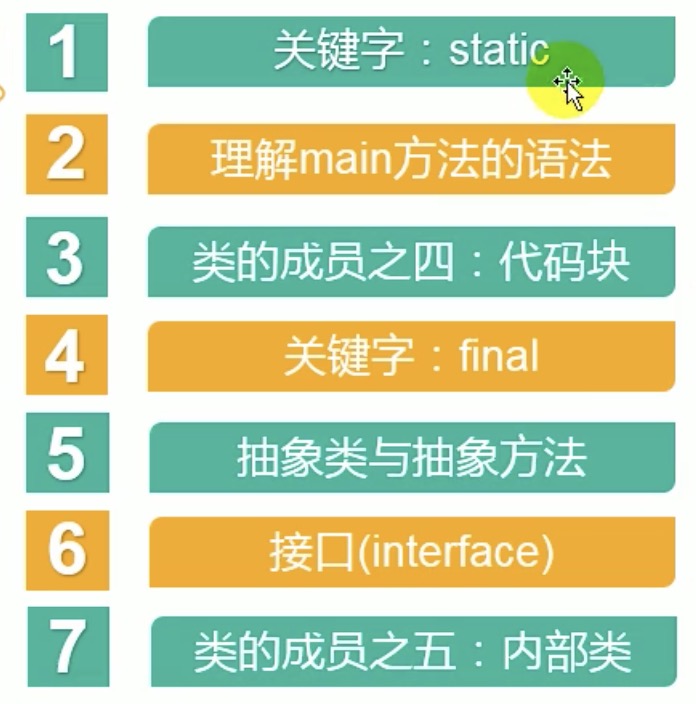 1 关键字：static
2 理解main方法的语法
3 类的成员之四：代码块
4 关键字：final
5 抽象类与抽象方法
6 接口(interface)
7 类的成员之五：内部类